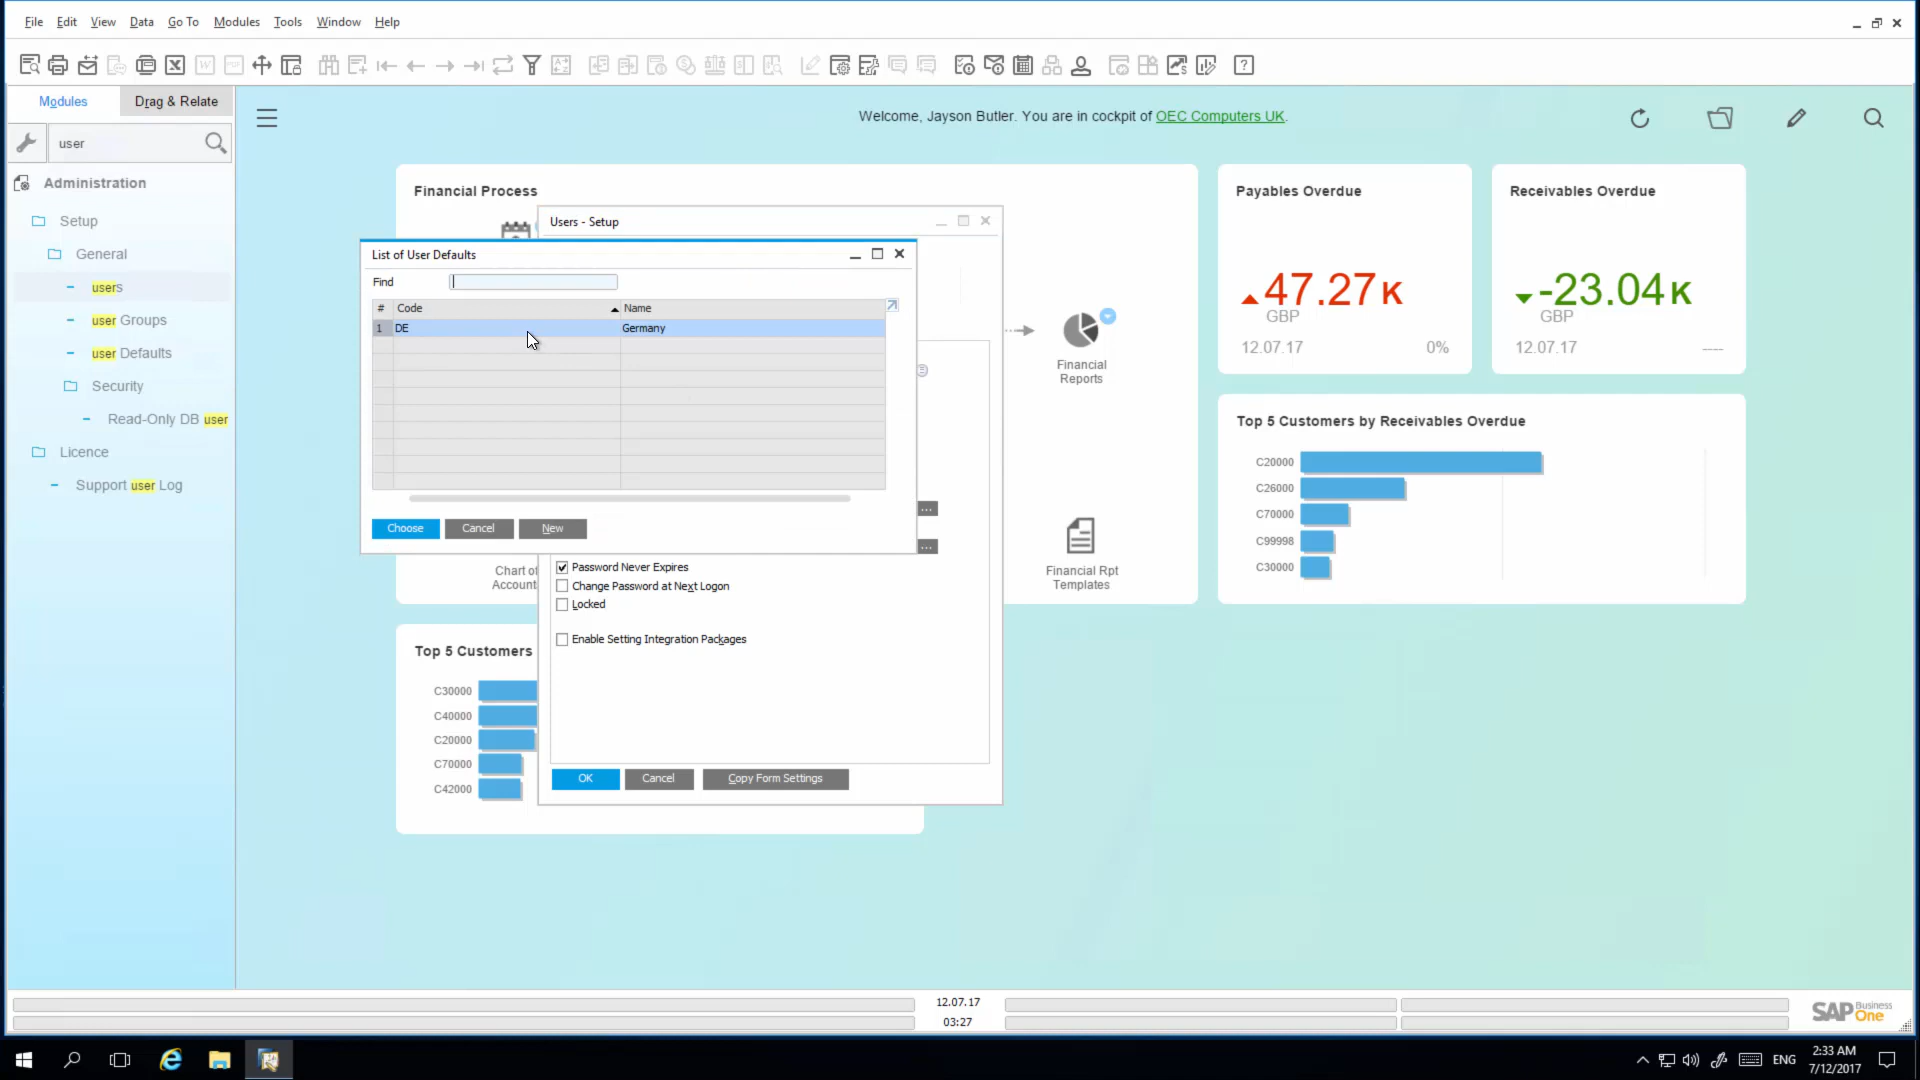 File Edit View Data Go To Modules Tools Window Help
Modules Drag & Relate
user
Administration
Setup
General
users
user Groups
user Defaults
Security
Read-Only DB user
Licence
Support user Log
Welcome, Jayson Butler. You are in cockpit of OEC Computers UK.
Financial Process
Users - Setup
List of User Defaults
Find
# Code Name
1 DE Germany
Choose Cancel New
Chart of
Account
Password Never Expires
Change Password at Next Logon
Locked
Enable Setting Integration Packages
OK Cancel Copy Form Settings
Financial
Reports
Financial Rpt
Templates
Payables Overdue
47.27K
GBP
12.07.17 0%
Receivables Overdue
-23.04K
GBP
12.07.17 ---
Top 5 Customers by Receivables Overdue
C20000
C26000
C70000
C99998
C30000
Top 5 Customers
C30000
C40000
C20000
C70000
C42000
12.07.17
03:27
SAP Business One
ENG
2:33 AM
7/12/2017